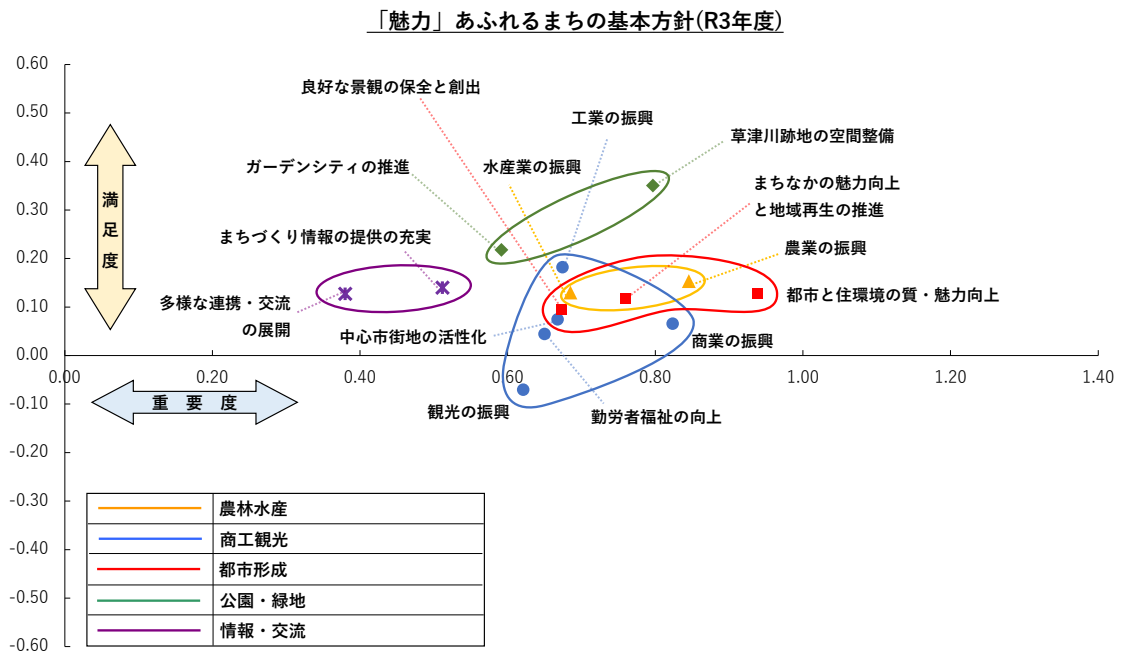 「魅力」あふれるまちの基本方針(R3年度)
0.60
0.50
0.40
0.30
0.20
0.10
0.00
-0.10
-0.20
-0.30
-0.40
-0.50
-0.60
満足度
良好な景観の保全と創出
工業の振興
草津川跡地の空間整備
ガーデンシティの推進
水産業の振興
まちなかの魅力向上
と地域再生の推進
まちづくり情報の提供の充実
農業の振興
多様な連携・交流
の展開
都市と住環境の質・魅力向上
中心市街地の活性化
商業の振興
0.00
0.20
0.40
0.60
0.80
1.00
1.20
1.40
重 要 度
観光の振興
勤労者福祉の向上
農林水産
商工観光
都市形成
公園・緑地
情報・交流